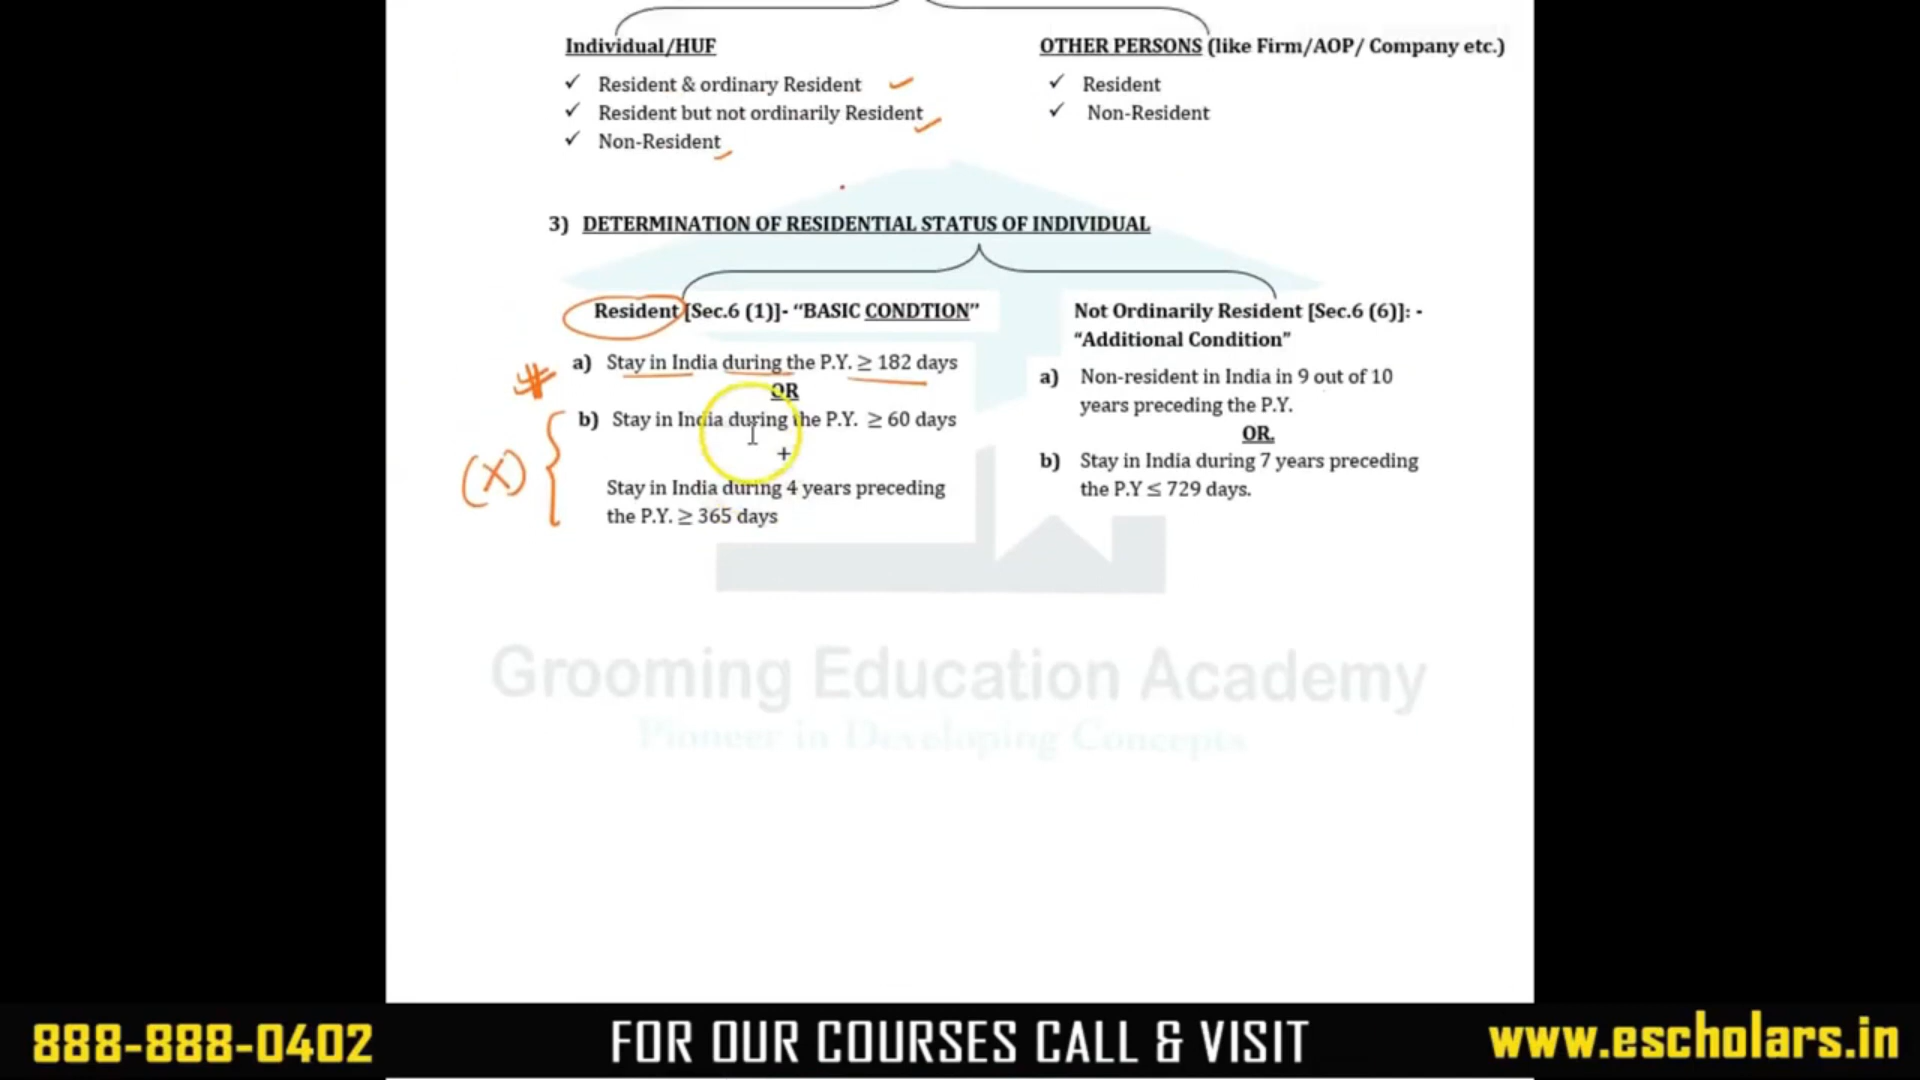 Individual/HUF
✓ Resident & ordinary Resident
✓ Resident but not ordinarily Resident
✓ Non-Resident
OTHER PERSONS (like Firm/AOP/ Company etc.)
✓ Resident
✓ Non-Resident
3) DETERMINATION OF RESIDENTIAL STATUS OF INDIVIDUAL
Resident [Sec.6 (1)]- “BASIC CONDTION”
a) Stay in India during the P.Y. ≥ 182 days
OR
b) Stay in India during the P.Y. ≥ 60 days
+
Stay in India during 4 years preceding
the P.Y. ≥ 365 days
(X)
Not Ordinarily Resident [Sec.6 (6)]: -
“Additional Condition”
a) Non-resident in India in 9 out of 10
years preceding the P.Y.
OR.
b) Stay in India during 7 years preceding
the P.Y ≤ 729 days.
Grooming Education Academy
Pioneer in Developing Concepts
888-888-0402
FOR OUR COURSES CALL & VISIT
www.escholars.in